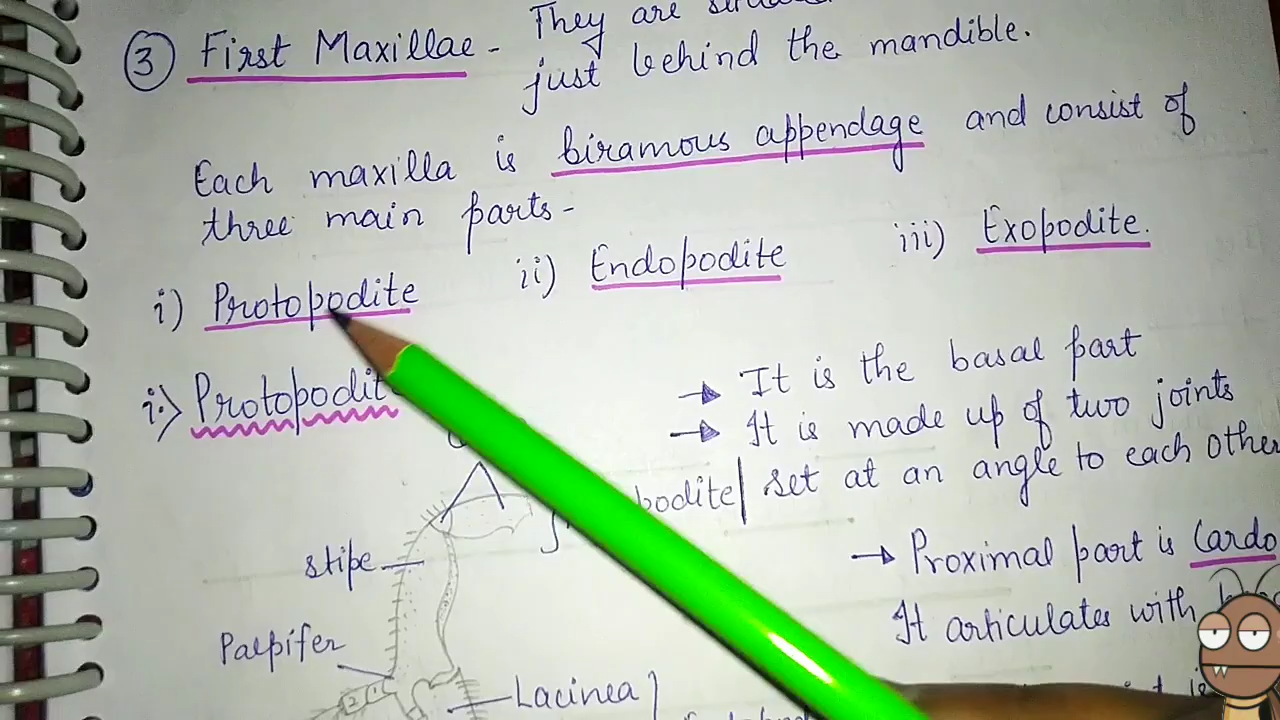 They are
③ First Maxillae - just behind the mandible.
Each maxilla is biramous appendage and consist of
three main parts-
i) Protopodite ii) Endopodite iii) Exopodite.
i.> Protopodit
→ It is the basal part
→ It is made up of two joints
podite set at an angle to each other
→ Proximal part is Cardo
It articulates with
stipe
Palpifer
Lacinea